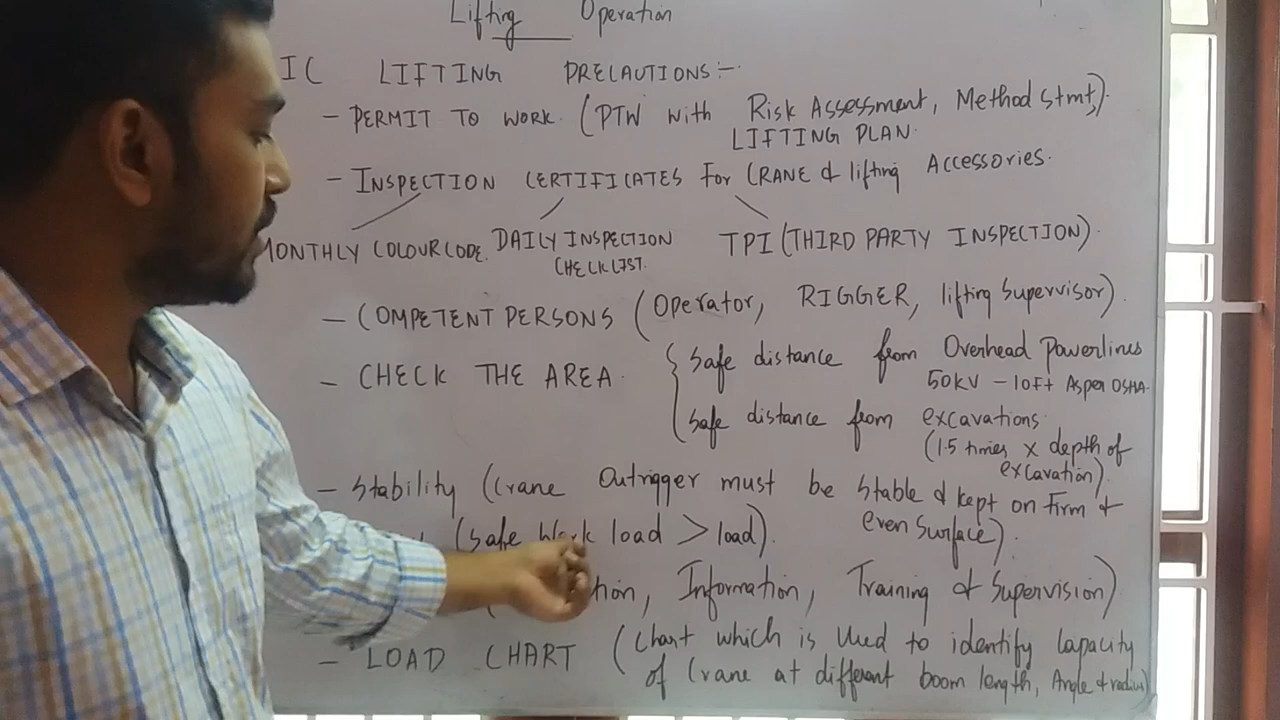 Lifting Operation
IC LIFTING PRECAUTIONS:-
- PERMIT TO WORK. (PTW with Risk Assessment, Method stmt).
LIFTING PLAN.
- INSPECTION CERTIFICATES For CRANE & lifting Accessories.
MONTHLY COLOUR CODE. DAILY INSPECTION CHECKLIST. TPI (THIRD PARTY INSPECTION).
- COMPETENT PERSONS (Operator, RIGGER, lifting Supervisor).
- CHECK THE AREA. { Safe distance from Overhead Powerlines
50KV - 10Ft As per OSHA.
Safe distance from excavations.
(1.5 times x depth of
excavation).
- Stability (Crane Outrigger must be Stable & kept on Firm &
even Surface).
(Safe Work load > load).
tion, Information, Training & Supervision)
- LOAD CHART (Chart which is Used to identify Capacity
of Crane at different boom length, Angle & radius)